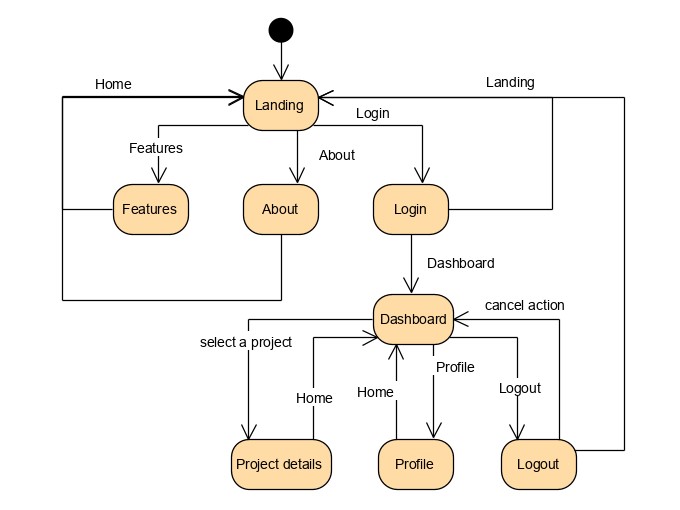 Home
Landing
Landing
Login
Features
About
Features
About
Login
Dashboard
cancel action
Dashboard
select a project
Profile
Home
Home
Logout
Project details
Profile
Logout